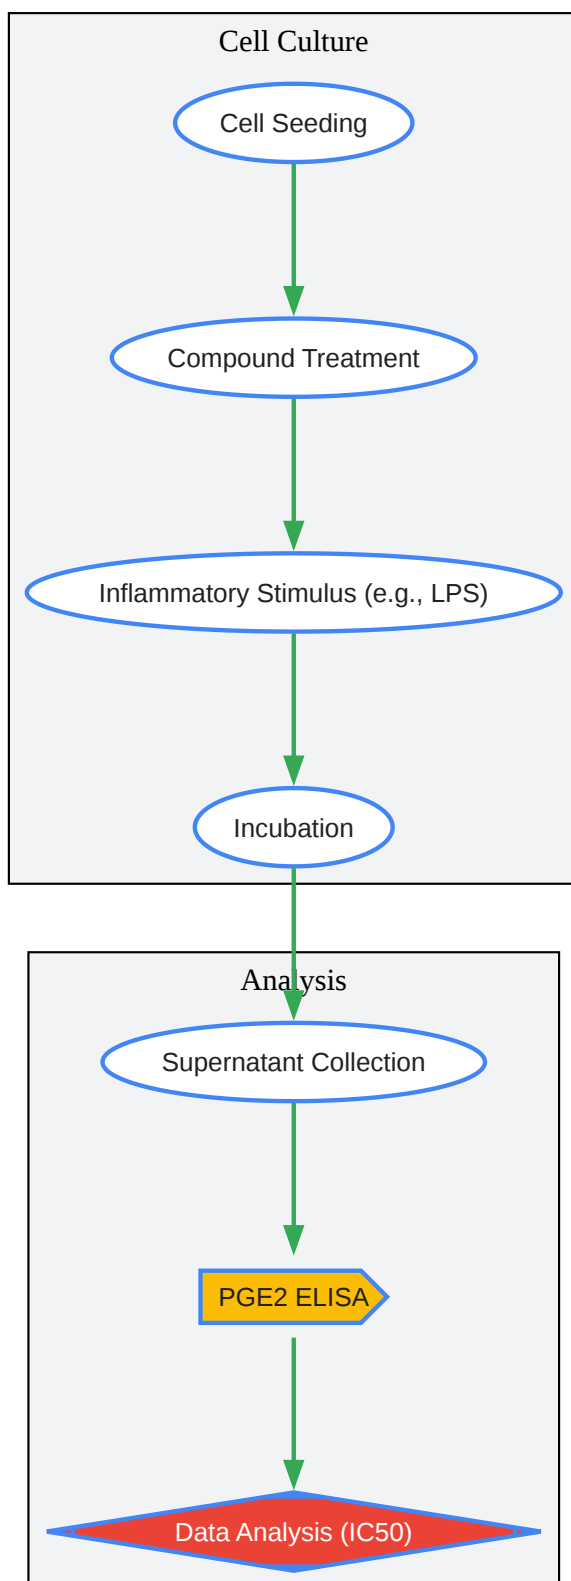 Cell Culture
Cell Seeding
Compound Treatment
Inflammatory Stimulus (e.g., LPS)
Incubation
Analysis
Supernatant Collection
PGE2 ELISA
Data Analysis (IC50)